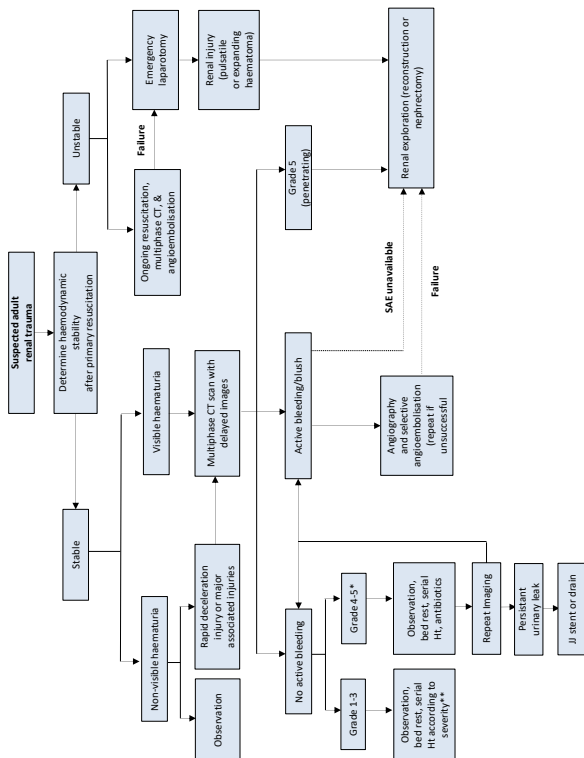 Suspected adult
renal trauma
Determine haemodynamic
stability
after primary resuscitation
Stable
Unstable
Non-visible haematuria
Visible haematuria
Ongoing resuscitation,
multiphase CT, &
angioembolisation
Failure
Emergency
laparotomy
Observation
Rapid deceleration
injury or major
associated injuries
Multiphase CT scan with
delayed images
Renal injury
(pulsatile
or expanding
haematoma)
No active bleeding
Active bleeding/blush
Grade 5
(penetrating)
Grade 1-3
Grade 4-5*
SAE unavailable
Renal exploration (reconstruction or
nephrectomy)
Observation,
bed rest, serial
Ht according to
severity**
Observation,
bed rest, serial
Ht, antibiotics
Angiography
and selective
angioembolisation
(repeat if
unsuccessful
Failure
Repeat Imaging
Persistant
urinary leak
JJ stent or drain